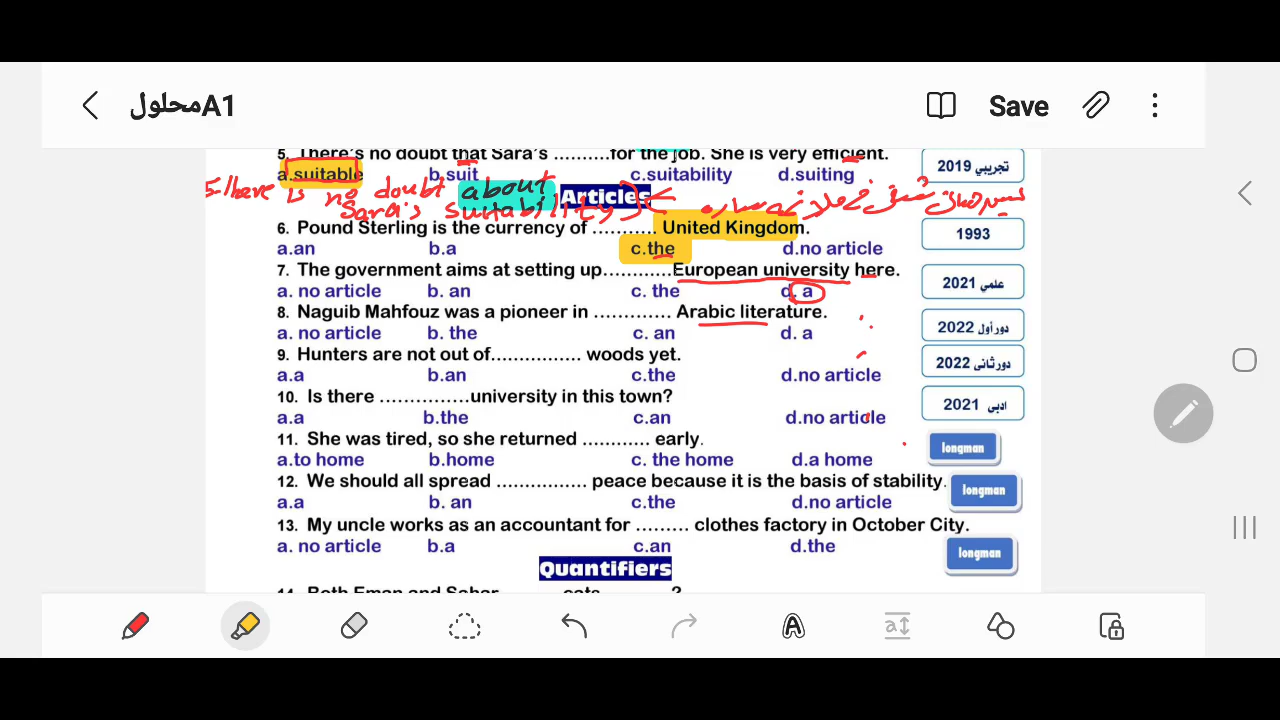 محلولA1
Save
5. There's no doubt that Sara's ..........for the job. She is very efficient.
تجريبي 2019
a.suitable b.suit c.suitability d.suiting
5-There is no doubt about
Sara's suitability
Articles
6. Pound Sterling is the currency of ........... United Kingdom.
1993
a.an b.a c.the d.no article
7. The government aims at setting up............European university here.
علمي 2021
a. no article b. an c. the d. a
8. Naguib Mahfouz was a pioneer in ............. Arabic literature.
دور أول 2022
a. no article b. the c. an d. a
9. Hunters are not out of............... woods yet.
دورثانى 2022
a.a b.an c.the d.no article
10. Is there ...............university in this town?
ادبى 2021
a.a b.the c.an d.no article
11. She was tired, so she returned ........... early.
longman
a.to home b.home c. the home d.a home
12. We should all spread ............... peace because it is the basis of stability.
longman
a.a b. an c.the d.no article
13. My uncle works as an accountant for ......... clothes factory in October City.
longman
a. no article b.a c.an d.the
Quantifiers